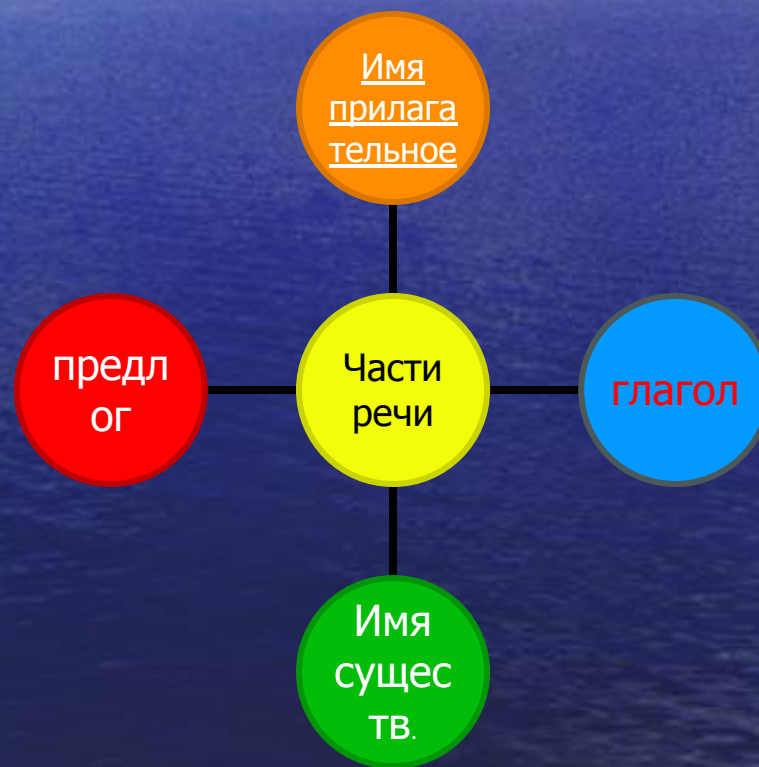 Имя
прилага
тельное
предл
ог
Части
речи
глагол
Имя
сущес
тв.